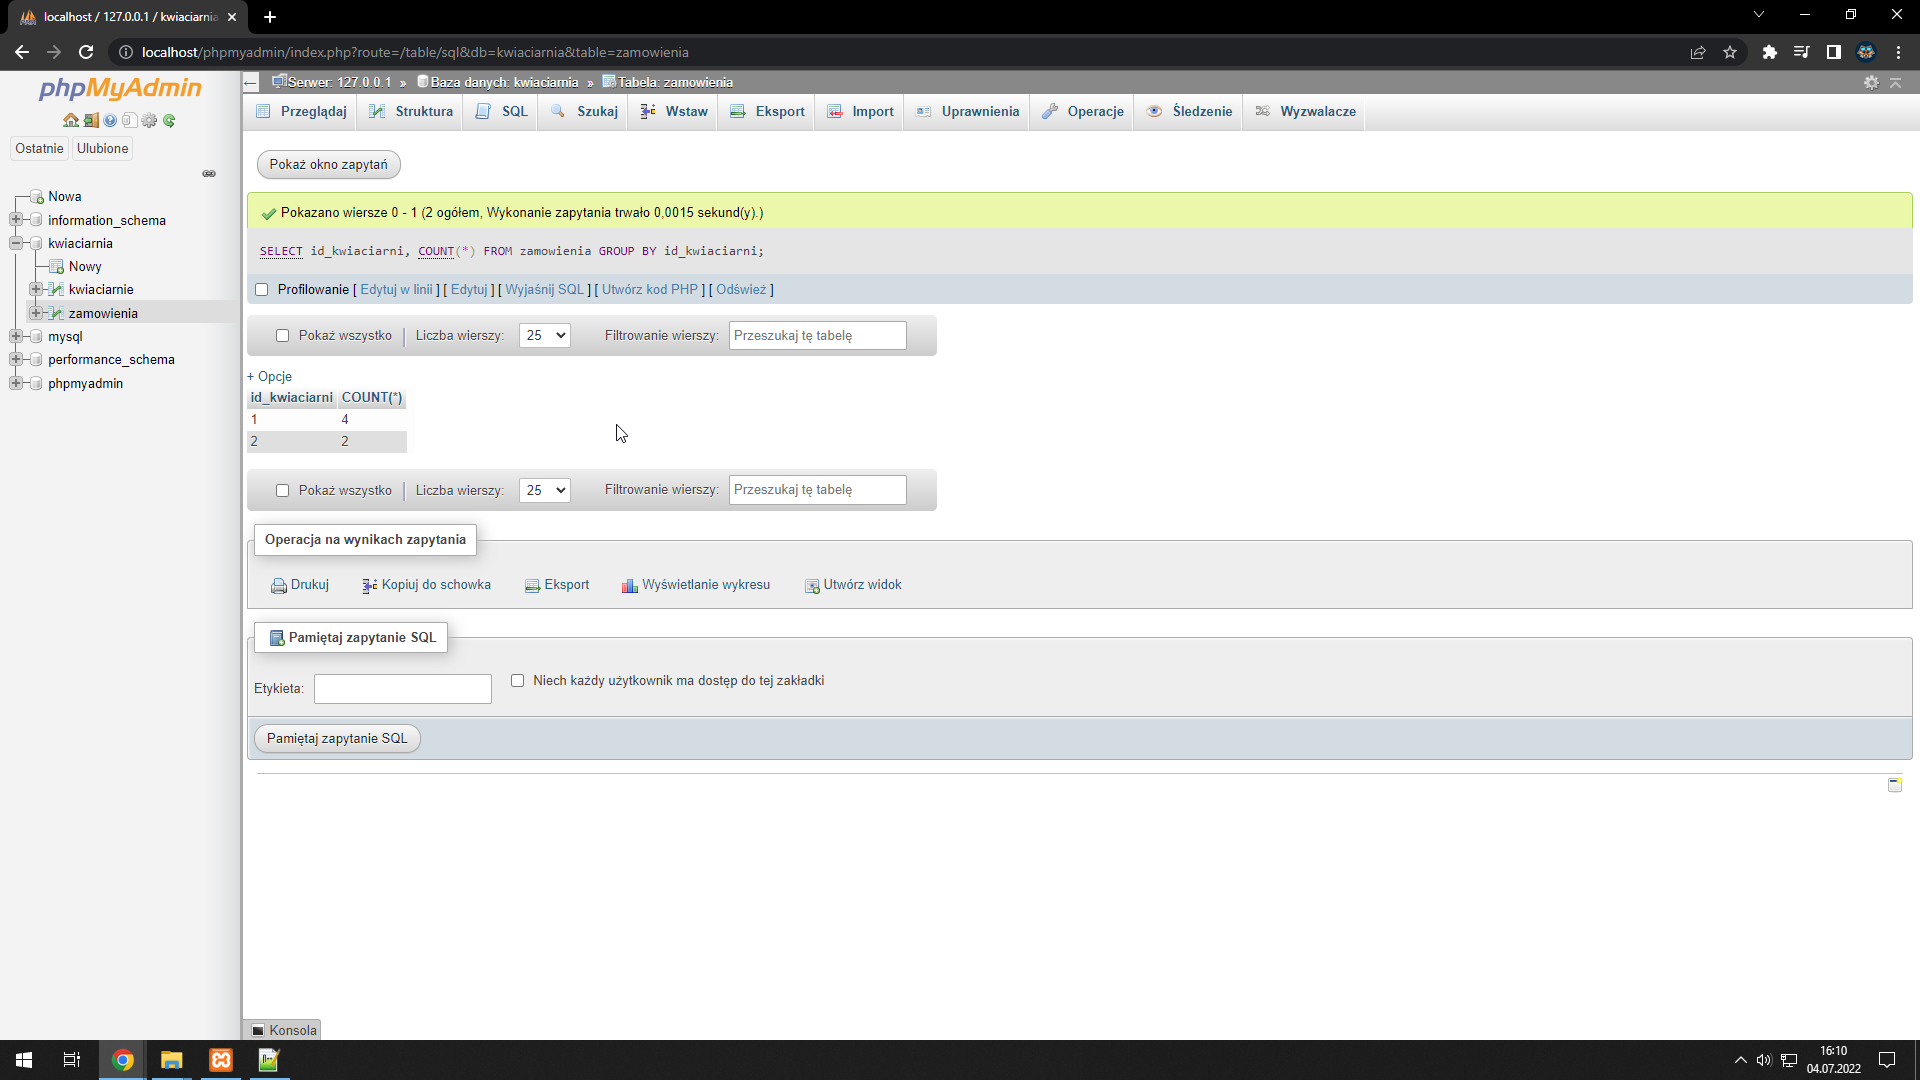 localhost / 127.0.0.1 / kwiaciarnia
localhost/phpmyadmin/index.php?route=/table/sql&db=kwiaciarnia&table=zamowienia
phpMyAdmin
Ostatnie Ulubione
Nowa
information_schema
kwiaciarnia
Nowy
kwiaciarnie
zamowienia
mysql
performance_schema
phpmyadmin
Serwer: 127.0.0.1 » Baza danych: kwiaciarnia » Tabela: zamowienia
Przeglądaj Struktura SQL Szukaj Wstaw Eksport Import Uprawnienia Operacje Śledzenie Wyzwalacze
Pokaż okno zapytań
Pokazano wiersze 0 - 1 (2 ogółem, Wykonanie zapytania trwało 0,0015 sekund(y).)
SELECT id_kwiaciarni, COUNT(*) FROM zamowienia GROUP BY id_kwiaciarni;
Profilowanie [ Edytuj w linii ] [ Edytuj ] [ Wyjaśnij SQL ] [ Utwórz kod PHP ] [ Odśwież ]
Pokaż wszystko | Liczba wierszy: 25 Filtrowanie wierszy: Przeszukaj tę tabelę
+ Opcje
id_kwiaciarni COUNT(*)
1 4
2 2
Pokaż wszystko | Liczba wierszy: 25 Filtrowanie wierszy: Przeszukaj tę tabelę
Operacja na wynikach zapytania
Drukuj Kopiuj do schowka Eksport Wyświetlanie wykresu Utwórz widok
Pamiętaj zapytanie SQL
Etykieta: Niech każdy użytkownik ma dostęp do tej zakładki
Pamiętaj zapytanie SQL
Konsola
16:10
04.07.2022